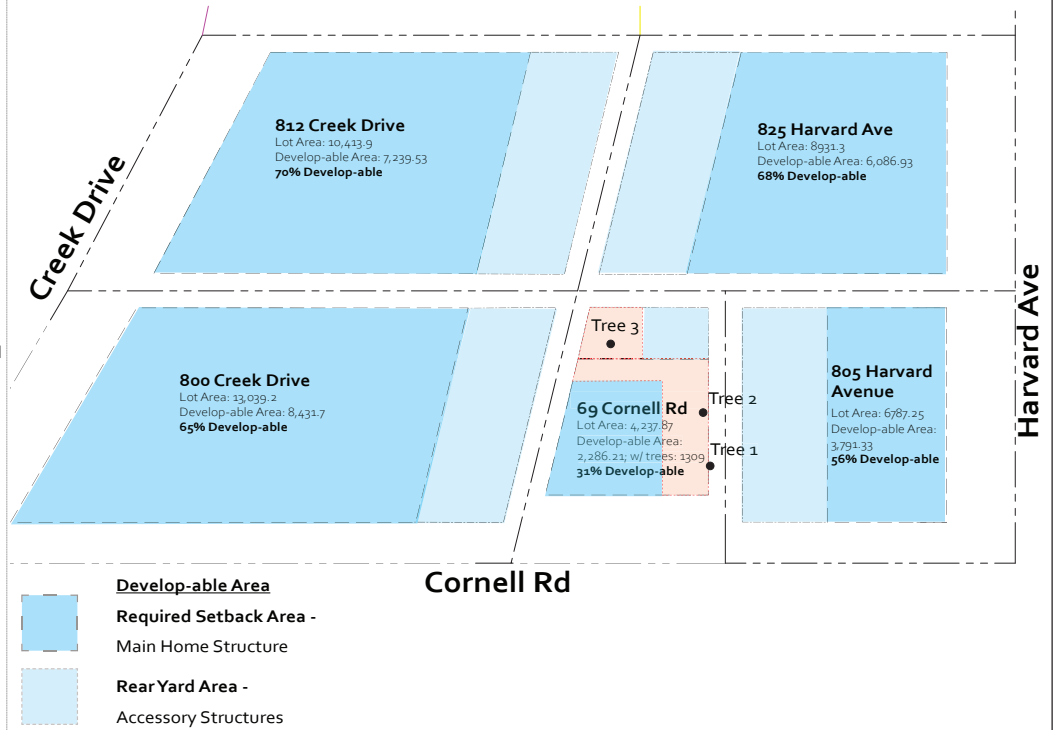 812 Creek Drive
Lot Area: 10,413.9
Develop-able Area: 7,239.53
70% Develop-able
825 Harvard Ave
Lot Area: 8931.3
Develop-able Area: 6,086.93
68% Develop-able
Creek Drive
Harvard Ave
800 Creek Drive
Lot Area: 13,039.2
Develop-able Area: 8,431.7
65% Develop-able
Tree 3
69 Cornell Rd
Lot Area: 4,237.87
Develop-able Area:
2,286.21; w/ trees: 1309
31% Develop-able
Tree 2
Tree 1
805 Harvard
Avenue
Lot Area: 6787.25
Develop-able Area:
3,791.33
56% Develop-able
Cornell Rd
Develop-able Area
Required Setback Area -
Main Home Structure
Rear Yard Area -
Accessory Structures